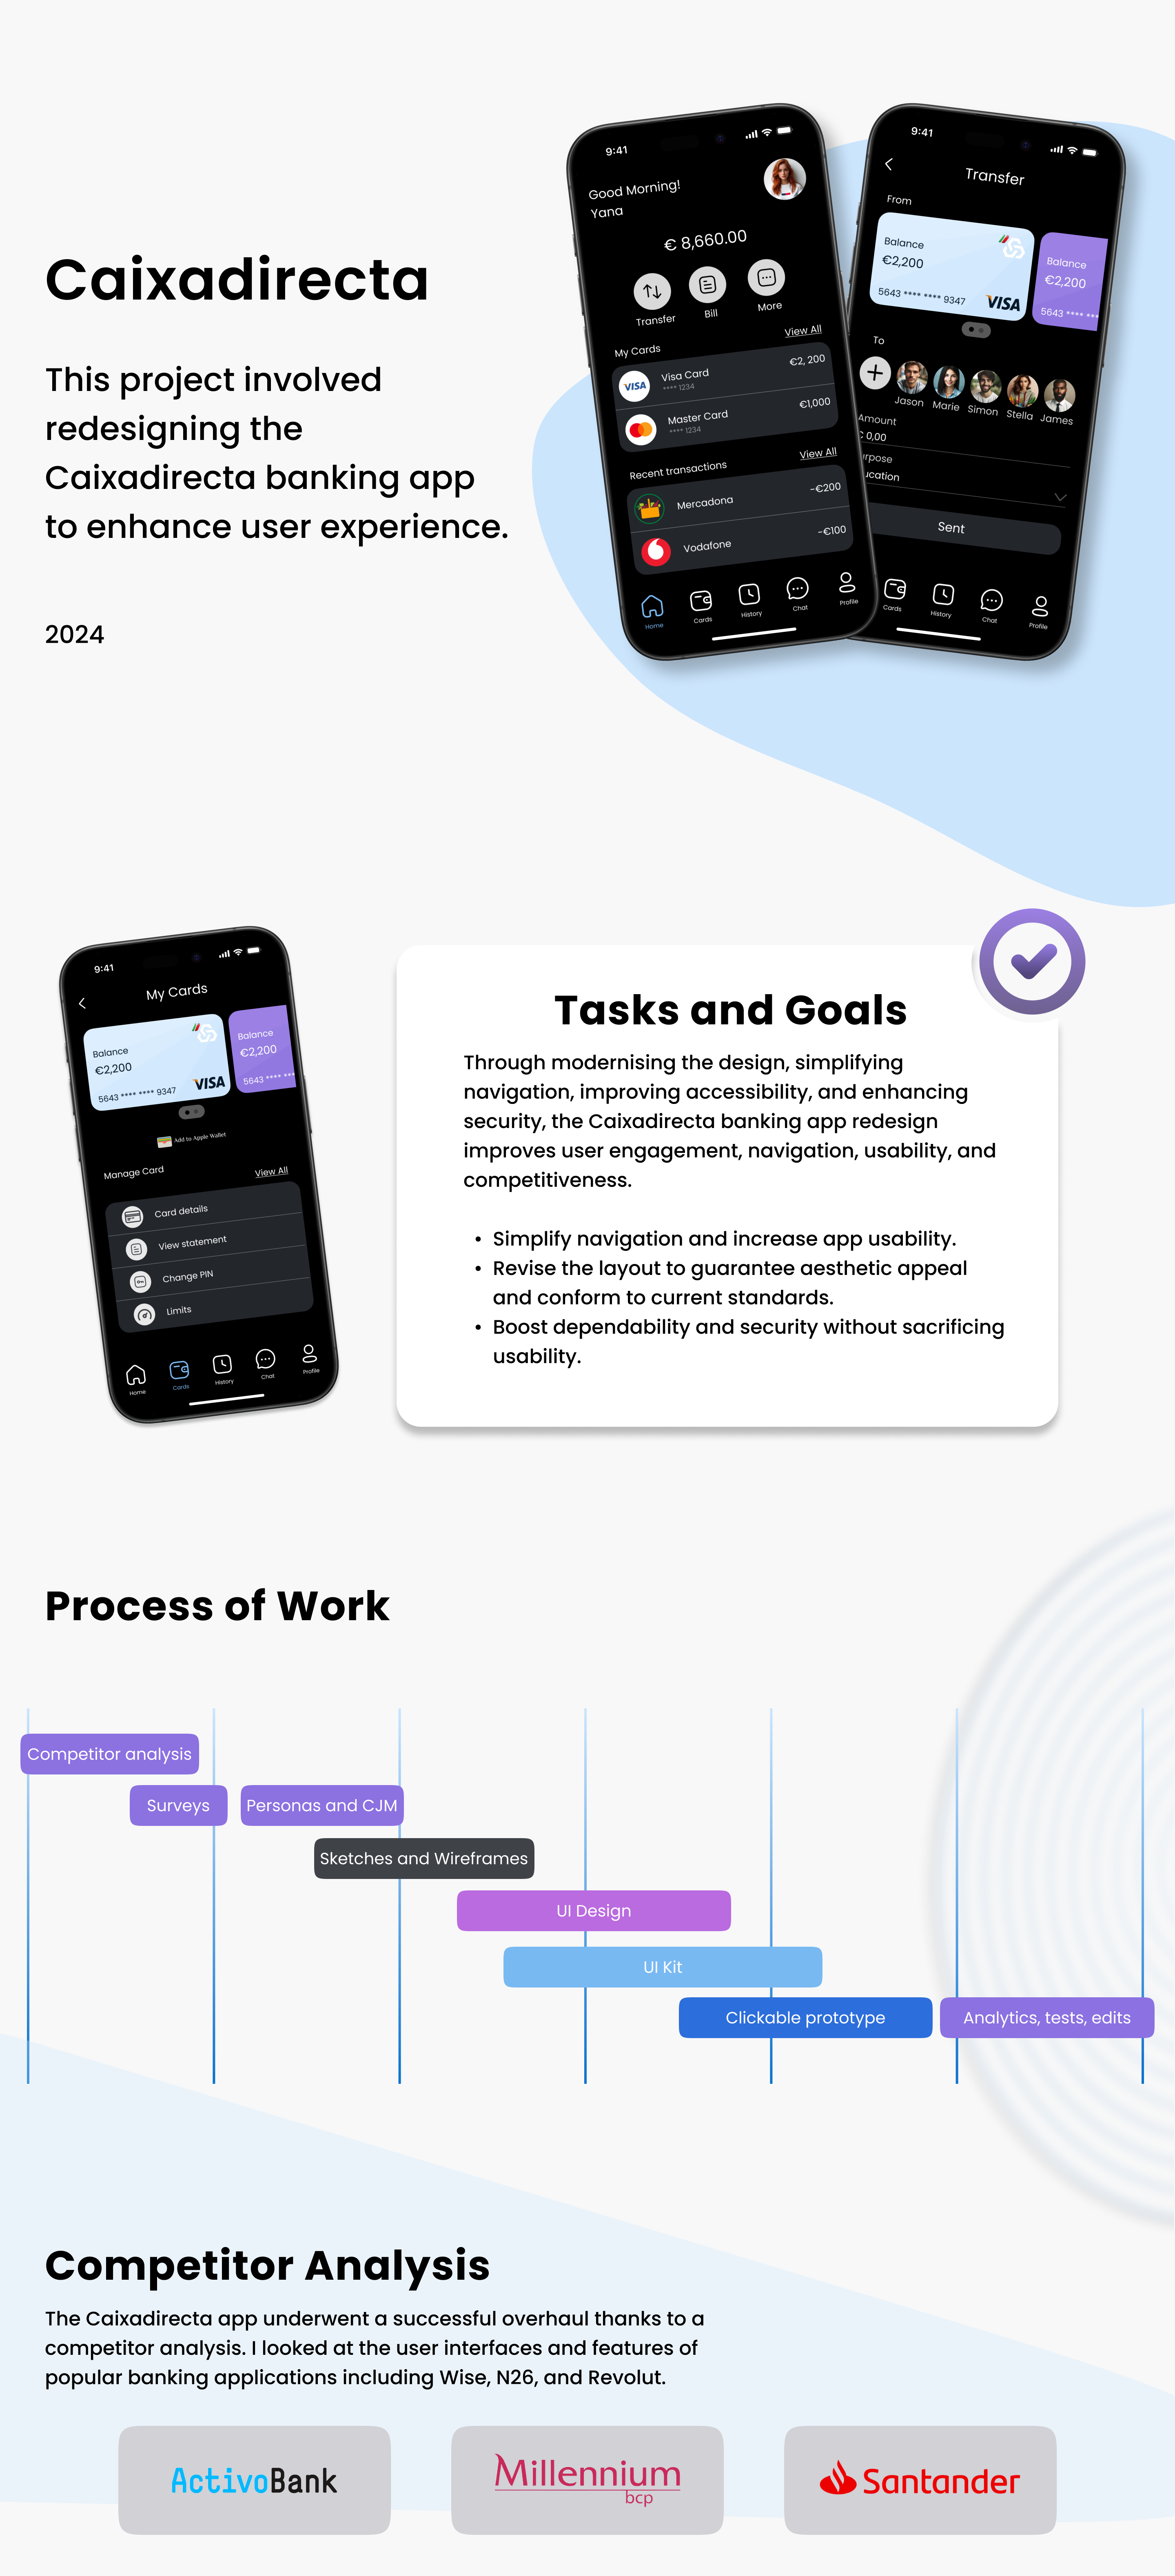 Caixadirecta
This project involved
redesigning the
Caixadirecta banking app
to enhance user experience.
2024
9:41
Good Morning!
Yana
€ 8,660.00
Transfer
Bill
More
My Cards
View All
VISA
Visa Card
**** 1234
€2, 200
Master Card
**** 1234
€1,000
Recent transactions
View All
Mercadona
-€200
Vodafone
-€100
Home
Cards
History
Chat
Profile
9:41
Transfer
From
Balance
€2,200
5643 **** **** 9347
VISA
Balance
€2,200
5643 **** ***
To
Jason
Marie
Simon
Stella
James
Amount
€ 0,00
rpose
ucation
Sent
Cards
History
Chat
Profile
9:41
My Cards
Balance
€2,200
5643 **** **** 9347
VISA
Balance
€2,200
5643 **** ***
Add to Apple Wallet
Manage Card
View All
Card details
View statement
Change PIN
Limits
Home
Cards
History
Chat
Profile
Tasks and Goals
Through modernising the design, simplifying
navigation, improving accessibility, and enhancing
security, the Caixadirecta banking app redesign
improves user engagement, navigation, usability, and
competitiveness.
• Simplify navigation and increase app usability.
• Revise the layout to guarantee aesthetic appeal
and conform to current standards.
• Boost dependability and security without sacrificing
usability.
Process of Work
Competitor analysis
Surveys
Personas and CJM
Sketches and Wireframes
UI Design
UI Kit
Clickable prototype
Analytics, tests, edits
Competitor Analysis
The Caixadirecta app underwent a successful overhaul thanks to a
competitor analysis. I looked at the user interfaces and features of
popular banking applications including Wise, N26, and Revolut.
ActivoBank
Millennium
bcp
Santander